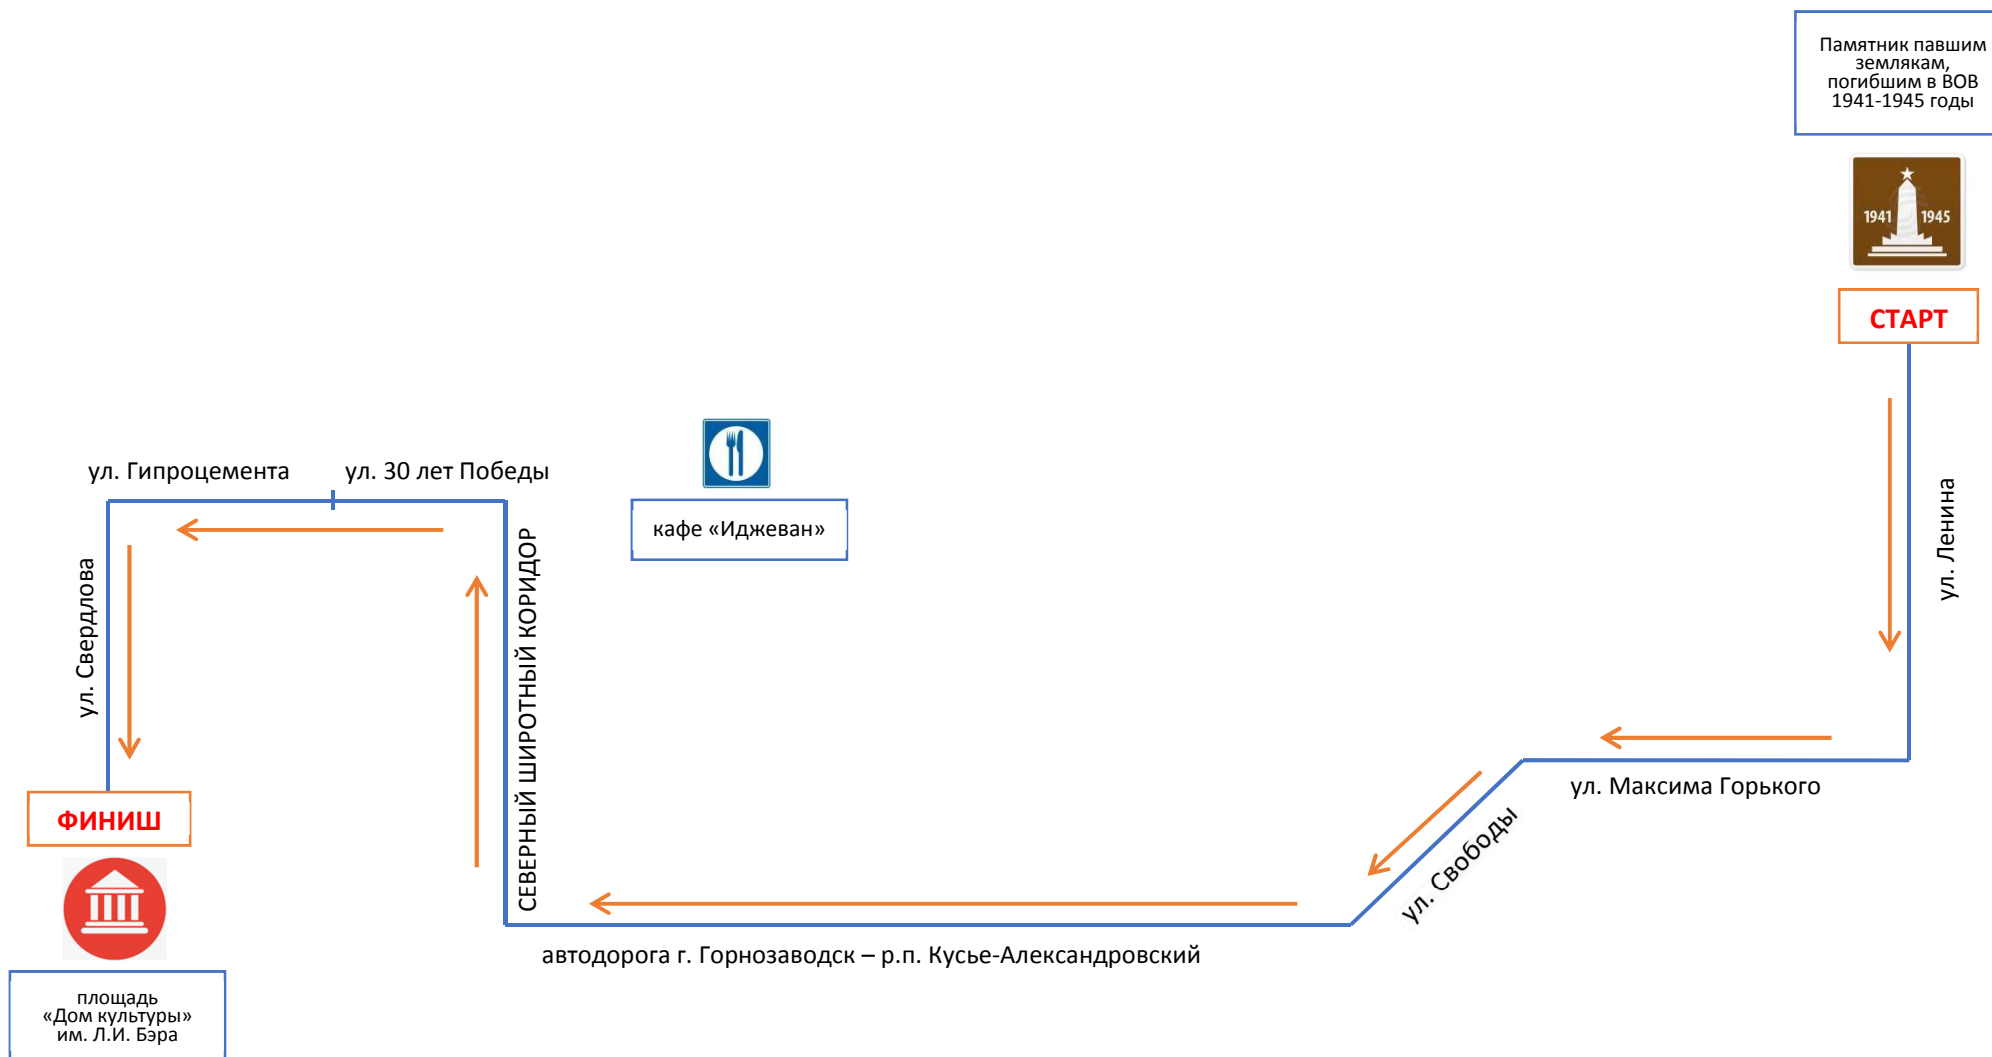 Памятник павшим
землякам,
погибшим в ВОВ
1941-1945 годы
1941 1945
СТАРТ
ул. Ленина
ул. Максима Горького
ул. Свободы
автодорога г. Горнозаводск – р.п. Кусье-Александровский
СЕВЕРНЫЙ ШИРОТНЫЙ КОРИДОР
кафе «Иджеван»
ул. 30 лет Победы
ул. Гипроцемента
ул. Свердлова
ФИНИШ
площадь
«Дом культуры»
им. Л.И. Бэра